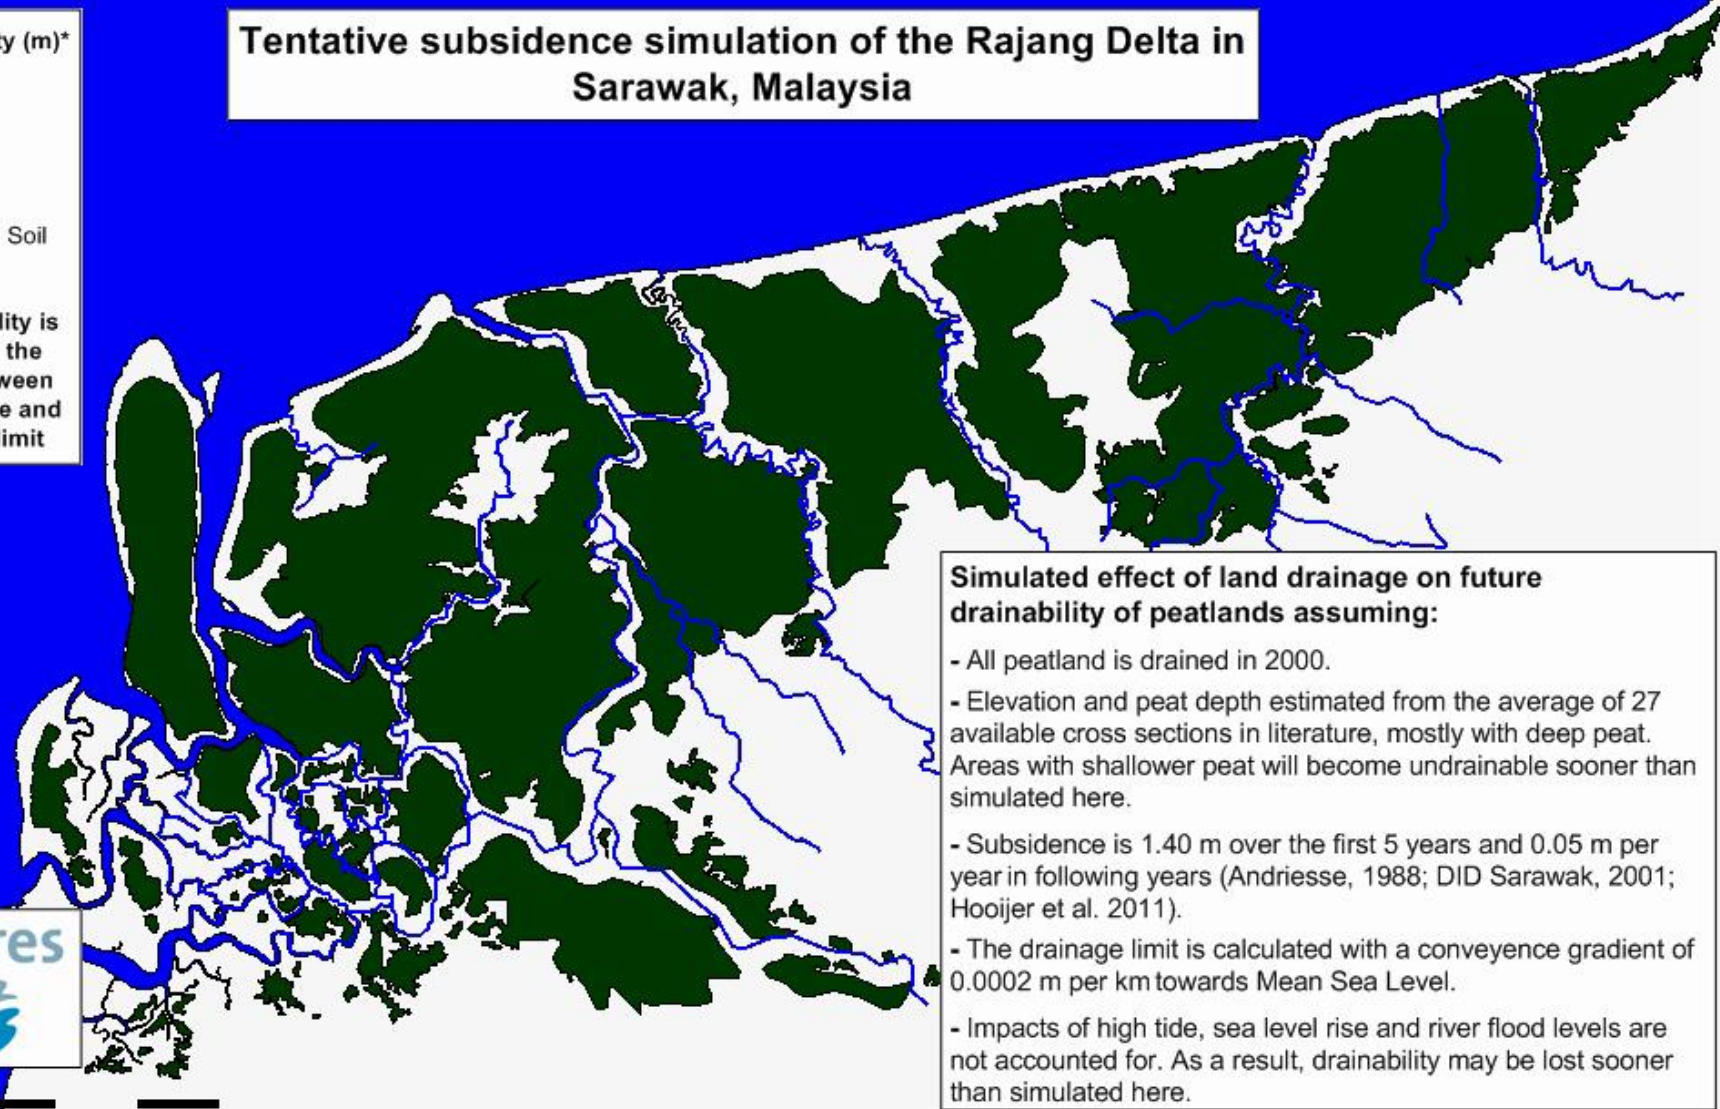 Tentative subsidence simulation of the Rajang Delta in
Sarawak, Malaysia
(m)*
Soil
is
the
and
Simulated effect of land drainage on future
drainability of peatlands assuming:
- All peatland is drained in 2000.
- Elevation and peat depth estimated from the average of 27
available cross sections in literature, mostly with deep peat.
Areas with shallower peat will become undrainable sooner than
simulated here.
- Subsidence is 1.40 m over the first 5 years and 0.05 m per
year in following years (Andriesse, 1988; DID Sarawak, 2001;
Hooijer et al. 2011).
- The drainage limit is calculated with a conveyence gradient of
0.0002 m per km towards Mean Sea Level.
- Impacts of high tide, sea level rise and river flood levels are
not accounted for. As a result, drainability may be lost sooner
than simulated here.